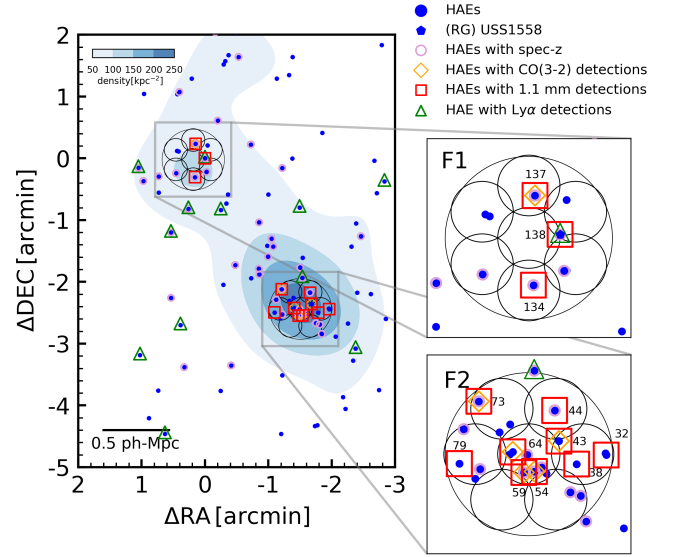 HAEs
(RG) USS1558
HAEs with spec-z
HAEs with CO(3-2) detections
HAEs with 1.1 mm detections
HAE with Lyα detections
2
1
0
-1
-2
-3
-4
-5
ΔDEC [arcmin]
50 100 150 200 250
density[kpc⁻²]
0.5 ph-Mpc
2 1 0 -1 -2 -3
ΔRA [arcmin]
F1
137
138
134
F2
73
44
32
79
64
43
38
59
54